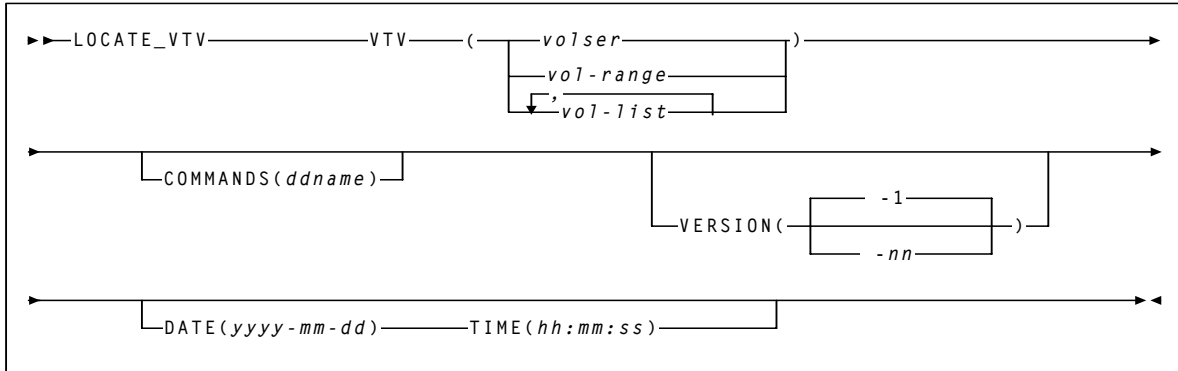 LOCATE_VTV VTV ( volser )
vol-range
,
vol-list
COMMANDS(ddname)
-1
VERSION( )
-nn
DATE(yyyy-mm-dd) TIME(hh:mm:ss)